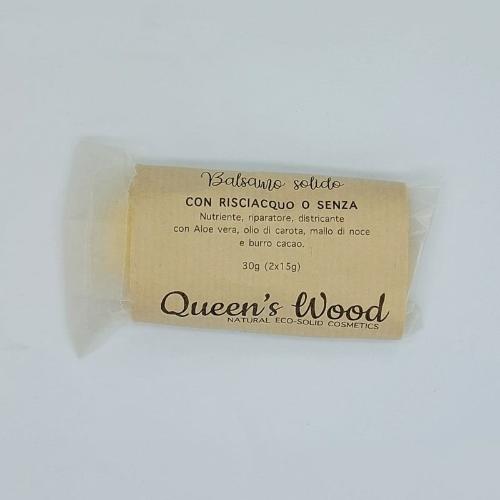 Balsamo solido
CON RISCIACQUO O SENZA
Nutriente, riparatore, districante
con Aloe vera, olio di carota, mallo di noce
e burro cacao.
30g (2x15g)
Queen's Wood
NATURAL ECO-SOLID COSMETICS